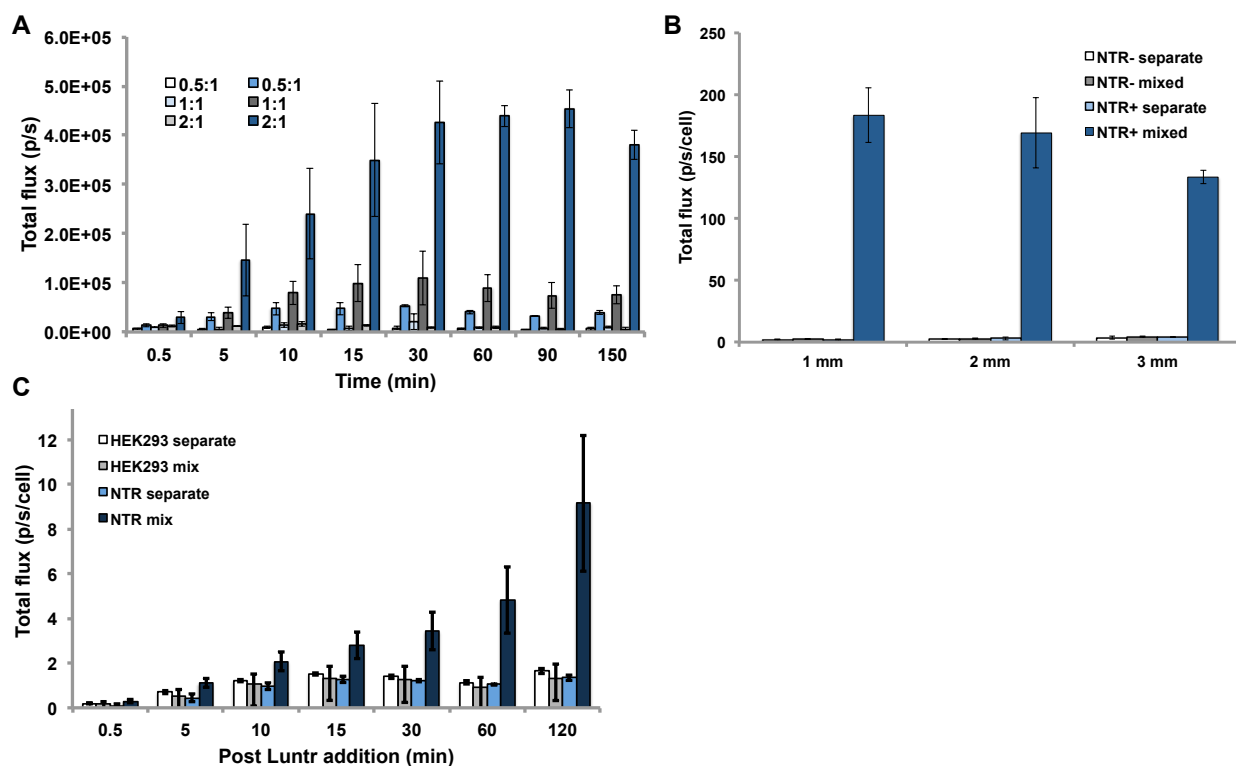 A
6.0E+05
5.0E+05
4.0E+05
3.0E+05
2.0E+05
1.0E+05
0.0E+00
Total flux (p/s)
0.5:1 0.5:1
1:1 1:1
2:1 2:1
0.5 5 10 15 30 60 90 150
Time (min)
B
250
200
150
100
50
0
Total flux (p/s/cell)
NTR- separate
NTR- mixed
NTR+ separate
NTR+ mixed
1 mm 2 mm 3 mm
C
12
10
8
6
4
2
0
Total flux (p/s/cell)
HEK293 separate
HEK293 mix
NTR separate
NTR mix
0.5 5 10 15 30 60 120
Post Luntr addition (min)